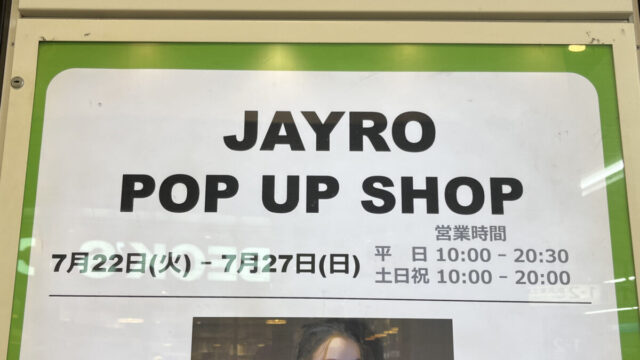 JAYRO
POP UP SHOP
営業時間
7月22日(火) - 7月27日(日)
平 日 10:00 - 20:30
土日祝 10:00 - 20:00
BECK'S